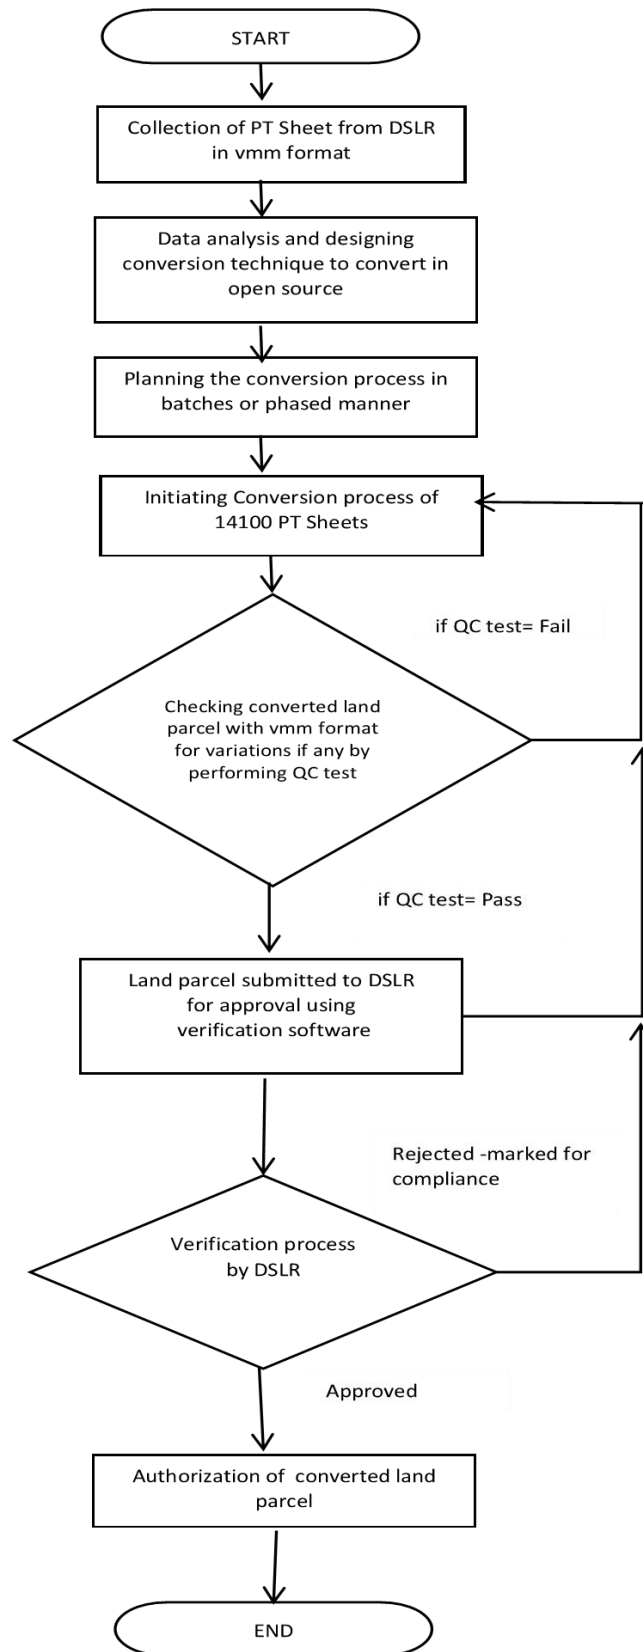 START
Collection of PT Sheet from DSLR
in vmm format
Data analysis and designing
conversion technique to convert in
open source
Planning the conversion process in
batches or phased manner
Initiating Conversion process of
14100 PT Sheets
if QC test= Fail
Checking converted land
parcel with vmm format
for variations if any by
performing QC test
if QC test= Pass
Land parcel submitted to DSLR
for approval using
verification software
Rejected -marked for
compliance
Verification process
by DSLR
Approved
Authorization of converted land
parcel
END